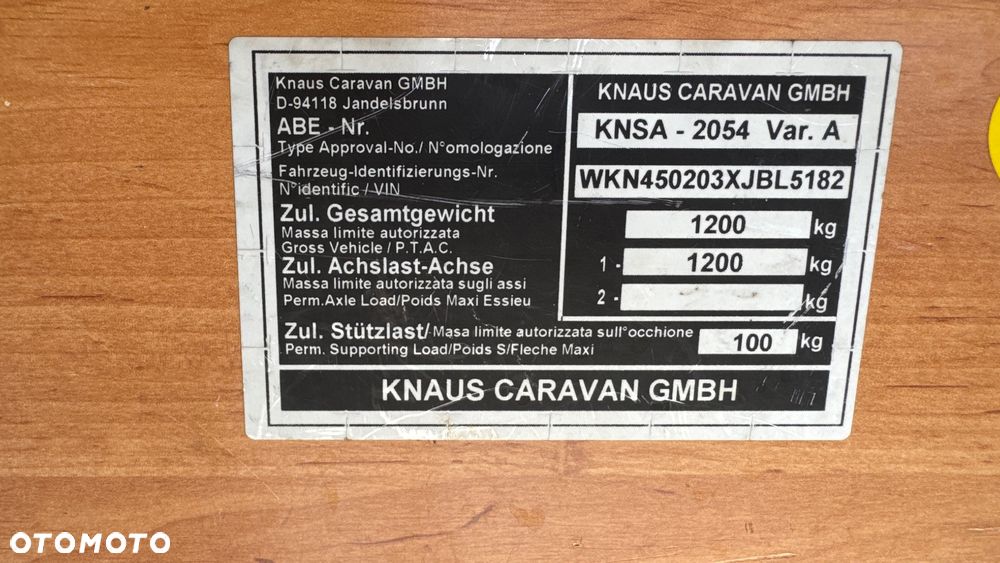 Knaus Caravan GMBH
D-94118 Jandelsbrunn
ABE - Nr.
Type Approval-No./ N°omologazione
Fahrzeug-Identifizierungs-Nr.
N°identific / VIN
Zul. Gesamtgewicht
Massa limite autorizzata
Gross Vehicle / P.T.A.C.
Zul. Achslast-Achse
Massa limite autorizzata sugli assi
Perm.Axle Load/Poids Maxi Essieu
KNAUS CARAVAN GMBH
KNSA - 2054 Var. A
WKN450203XJBL5182
1200 kg
1 - 1200 kg
2 - kg
Zul. Stützlast/ Masa limite autorizzata sull°occhione
Perm. Supporting Load/Poids S/Fleche Maxi
100 kg
KNAUS CARAVAN GMBH
OTOMOTO